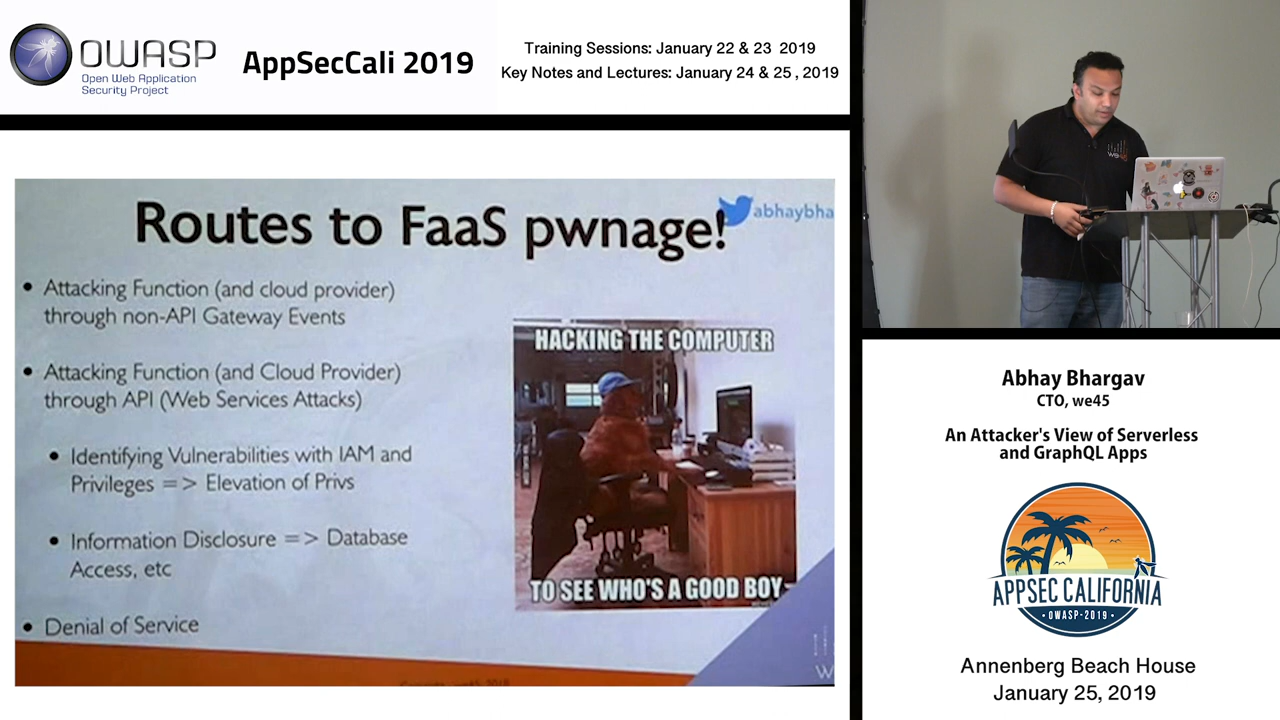 OWASP
Open Web Application
Security Project
AppSecCali 2019
Training Sessions: January 22 & 23 2019
Key Notes and Lectures: January 24 & 25 , 2019
Routes to FaaS pwnage!
abhaybha
• Attacking Function (and cloud provider)
through non-API Gateway Events
• Attacking Function (and Cloud Provider)
through API (Web Services Attacks)
• Identifying Vulnerabilities with IAM and
Privileges => Elevation of Privs
• Information Disclosure => Database
Access, etc
• Denial of Service
HACKING THE COMPUTER
TO SEE WHO'S A GOOD BOY
Abhay Bhargav
CTO, we45
An Attacker's View of Serverless
and GraphQL Apps
APPSEC CALIFORNIA
• OWASP-2019 •
Annenberg Beach House
January 25, 2019